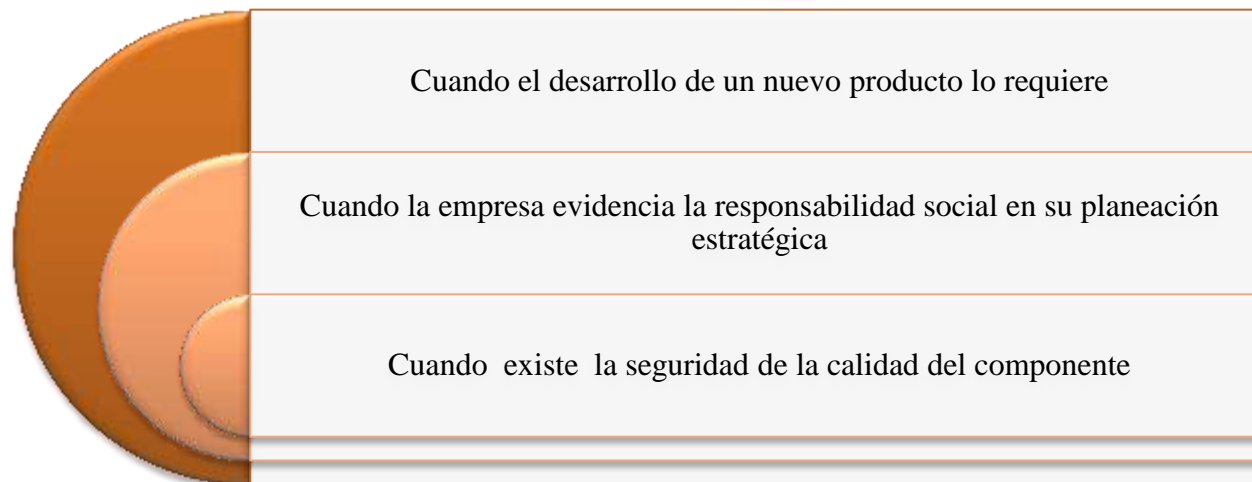 Cuando el desarrollo de un nuevo producto lo requiere
Cuando la empresa evidencia la responsabilidad social en su planeación
estratégica
Cuando existe la seguridad de la calidad del componente